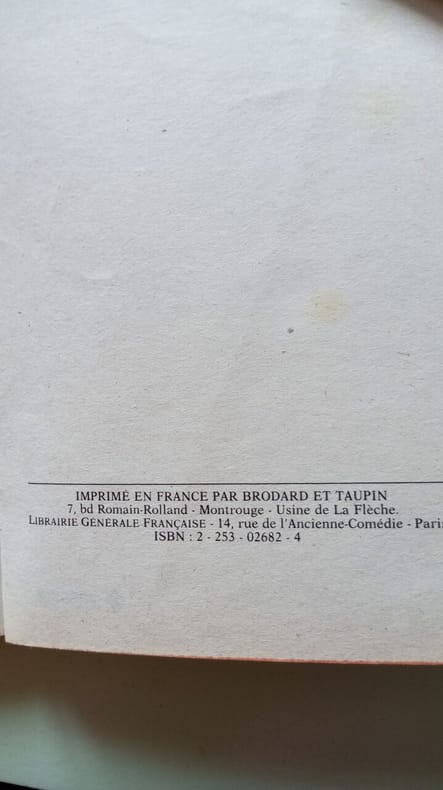 IMPRIMÉ EN FRANCE PAR BRODARD ET TAUPIN
7, bd Romain-Rolland - Montrouge - Usine de La Flèche.
LIBRAIRIE GÉNÉRALE FRANÇAISE - 14, rue de l'Ancienne-Comédie - Paris
ISBN : 2 - 253 - 02682 - 4